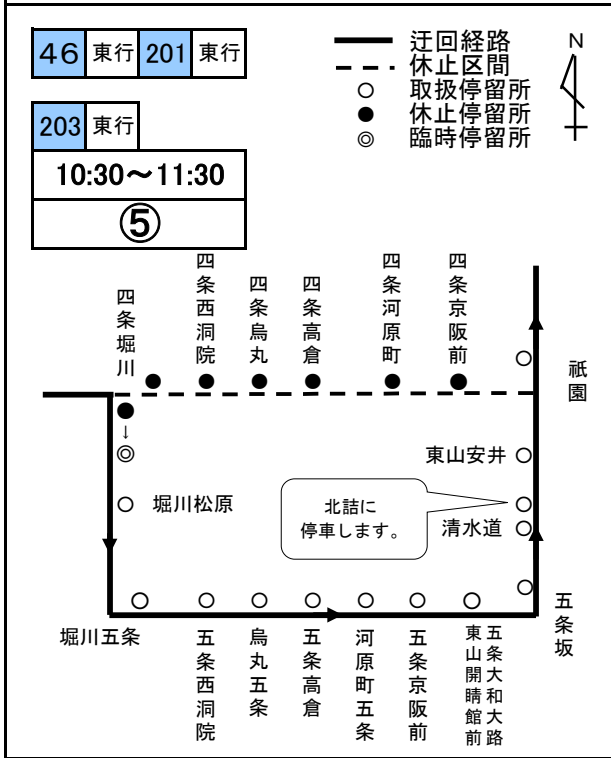 46 東行 201 東行
203 東行
10:30～11:30
⑤
迂回経路
休止区間
○ 取扱停留所
● 休止停留所
◎ 臨時停留所
N
四条堀川
四条西洞院
四条烏丸
四条高倉
四条河原町
四条京阪前
祇園
↓
東山安井
堀川松原
北詰に
停車します。
清水道
堀川五条
五条西洞院
烏丸五条
五条高倉
河原町五条
五条京阪前
五条大和大路
東山開睛館前
五条坂